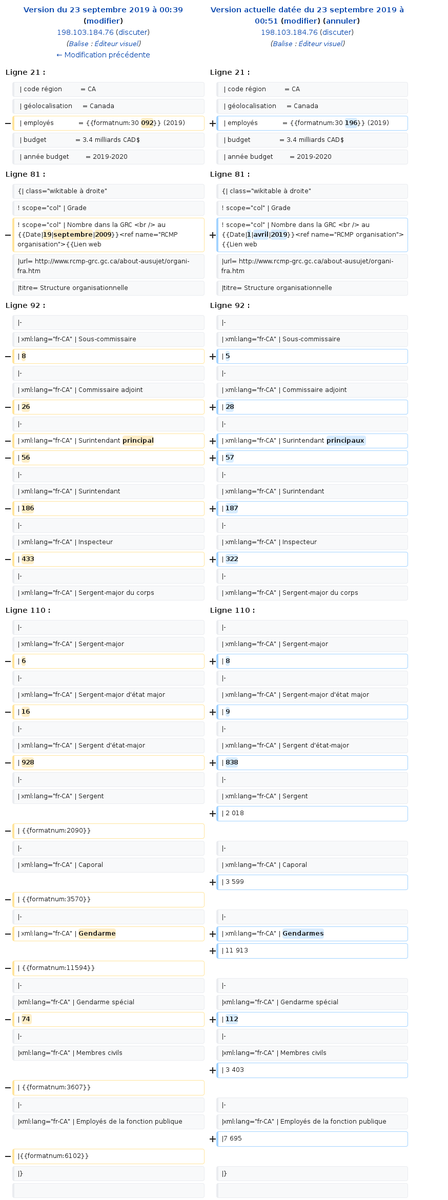 Version du 23 septembre 2019 à 00:39
(modifier)
198.103.184.76 (discuter)
(Balise : Éditeur visuel)
← Modification précédente
Version actuelle datée du 23 septembre 2019 à
00:51 (modifier) (annuler)
198.103.184.76 (discuter)
(Balise : Éditeur visuel)
Ligne 21 :
Ligne 21 :
| code région = CA
| code région = CA
| géolocalisation = Canada
| géolocalisation = Canada
− | employés = {{formatnum:30 092}} (2019)
+ | employés = {{formatnum:30 196}} (2019)
| budget = 3.4 milliards CAD$
| budget = 3.4 milliards CAD$
| année budget = 2019-2020
| année budget = 2019-2020
Ligne 81 :
Ligne 81 :
{| class="wikitable à droite"
{| class="wikitable à droite"
! scope="col" | Grade
! scope="col" | Grade
− ! scope="col" | Nombre dans la GRC <br /> au
{{Date|19|septembre|2009}}<ref name="RCMP
organisation">{{Lien web
+ ! scope="col" | Nombre dans la GRC <br /> au
{{Date|1|avril|2019}}<ref name="RCMP organisation">
{{Lien web
|url= http://www.rcmp-grc.gc.ca/about-ausujet/organi-
fra.htm
|url= http://www.rcmp-grc.gc.ca/about-ausujet/organi-
fra.htm
|titre= Structure organisationnelle
|titre= Structure organisationnelle
Ligne 92 :
Ligne 92 :
|-
|-
| xml:lang="fr-CA" | Sous-commissaire
| xml:lang="fr-CA" | Sous-commissaire
− | 8
+ | 5
|-
|-
| xml:lang="fr-CA" | Commissaire adjoint
| xml:lang="fr-CA" | Commissaire adjoint
− | 26
+ | 28
|-
|-
− | xml:lang="fr-CA" | Surintendant principal
+ | xml:lang="fr-CA" | Surintendant principaux
− | 56
+ | 57
|-
|-
| xml:lang="fr-CA" | Surintendant
| xml:lang="fr-CA" | Surintendant
− | 186
+ | 187
|-
|-
| xml:lang="fr-CA" | Inspecteur
| xml:lang="fr-CA" | Inspecteur
− | 433
+ | 322
|-
|-
| xml:lang="fr-CA" | Sergent-major du corps
| xml:lang="fr-CA" | Sergent-major du corps
Ligne 110 :
Ligne 110 :
|-
|-
| xml:lang="fr-CA" | Sergent-major
| xml:lang="fr-CA" | Sergent-major
− | 6
+ | 8
|-
|-
| xml:lang="fr-CA" | Sergent-major d'état major
| xml:lang="fr-CA" | Sergent-major d'état major
− | 16
+ | 9
|-
|-
| xml:lang="fr-CA" | Sergent d'état-major
| xml:lang="fr-CA" | Sergent d'état-major
− | 928
+ | 838
|-
|-
| xml:lang="fr-CA" | Sergent
| xml:lang="fr-CA" | Sergent
+ | 2 018
− | {{formatnum:2090}}
|-
|-
| xml:lang="fr-CA" | Caporal
| xml:lang="fr-CA" | Caporal
+ | 3 599
− | {{formatnum:3570}}
|-
|-
− | xml:lang="fr-CA" | Gendarme
+ | xml:lang="fr-CA" | Gendarmes
+ | 11 913
− | {{formatnum:11594}}
|-
|-
|xml:lang="fr-CA" | Gendarme spécial
|xml:lang="fr-CA" | Gendarme spécial
− | 74
+ | 112
|-
|-
|xml:lang="fr-CA" | Membres civils
|xml:lang="fr-CA" | Membres civils
+ | 3 403
− | {{formatnum:3607}}
|-
|-
|xml:lang="fr-CA" | Employés de la fonction publique
|xml:lang="fr-CA" | Employés de la fonction publique
+ |7 695
− |{{formatnum:6102}}
|}
|}